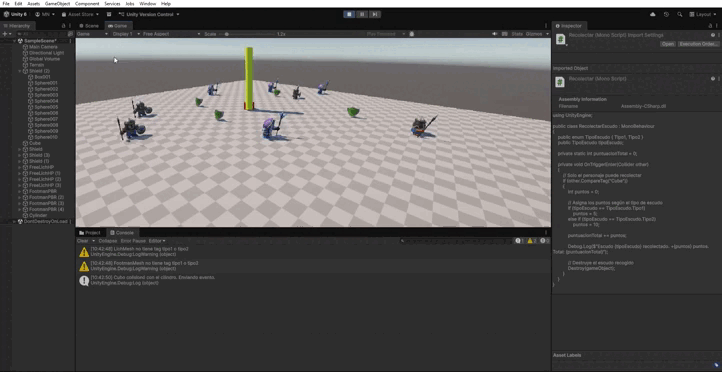 File Edit Assets GameObject Component Services Jobs Window Help
Unity 6 MN Asset Store Unity Version Control Layout
Hierarchy Scene Game Inspector
Game Display 1 Free Aspect Scale 1.2x Play Focused Stats Gizmos
SampleScene*
Main Camera
Directional Light
Global Volume
Terrain
Shield (2)
Sphere001
Sphere002
Sphere003
Sphere004
Sphere005
Sphere006
Sphere007
Sphere008
Sphere009
Sphere010
Cube
Shield
Shield (3)
Shield (1)
FreeLichHP
FreeLichHP (1)
FreeLichHP (2)
FreeLichHP (3)
FootmanPBR
FootmanPBR (2)
FootmanPBR (3)
FootmanPBR (4)
Cylinder
DontDestroyOnLoad
Recolector (Mono Script) Import Settings
Open Execution Order...
Imported Object
Recolector (Mono Script)
Assembly Information
Filename Assembly-CSharp.dll
using UnityEngine;
public class RecolectarEscudo : MonoBehaviour
public enum TipoEscudo { Tipo1, Tipo2 }
public TipoEscudo tipoEscudo;
private static int puntuacionTotal = 0;
private void OnTriggerEnter(Collider other)
{
// Solo el personaje puede recolectar
if (other.CompareTag("Cube"))
{
int puntos = 0;
// Asigna los puntos según el tipo de escudo
if (tipoEscudo == TipoEscudo.Tipo1)
puntos = 5;
else if (tipoEscudo == TipoEscudo.Tipo2)
puntos = 10;
puntuacionTotal += puntos;
Debug.Log($"Escudo {tipoEscudo} recolectado. +{puntos} puntos.
Total: {puntuacionTotal}");
// Destruye el escudo recogido
Destroy(gameObject);
}
}
}
Project Console
Clear Collapse Error Pause Editor
[10:42:48] LichMesh no tiene tag tipo1 o tipo2
UnityEngine.Debug:LogWarning (object)
[10:42:48] FootmanMesh no tiene tag tipo1 o tipo2
UnityEngine.Debug:LogWarning (object)
[10:42:50] Cubo colisionó con el cilindro. Enviando evento.
UnityEngine.Debug:Log (object)
Asset Labels